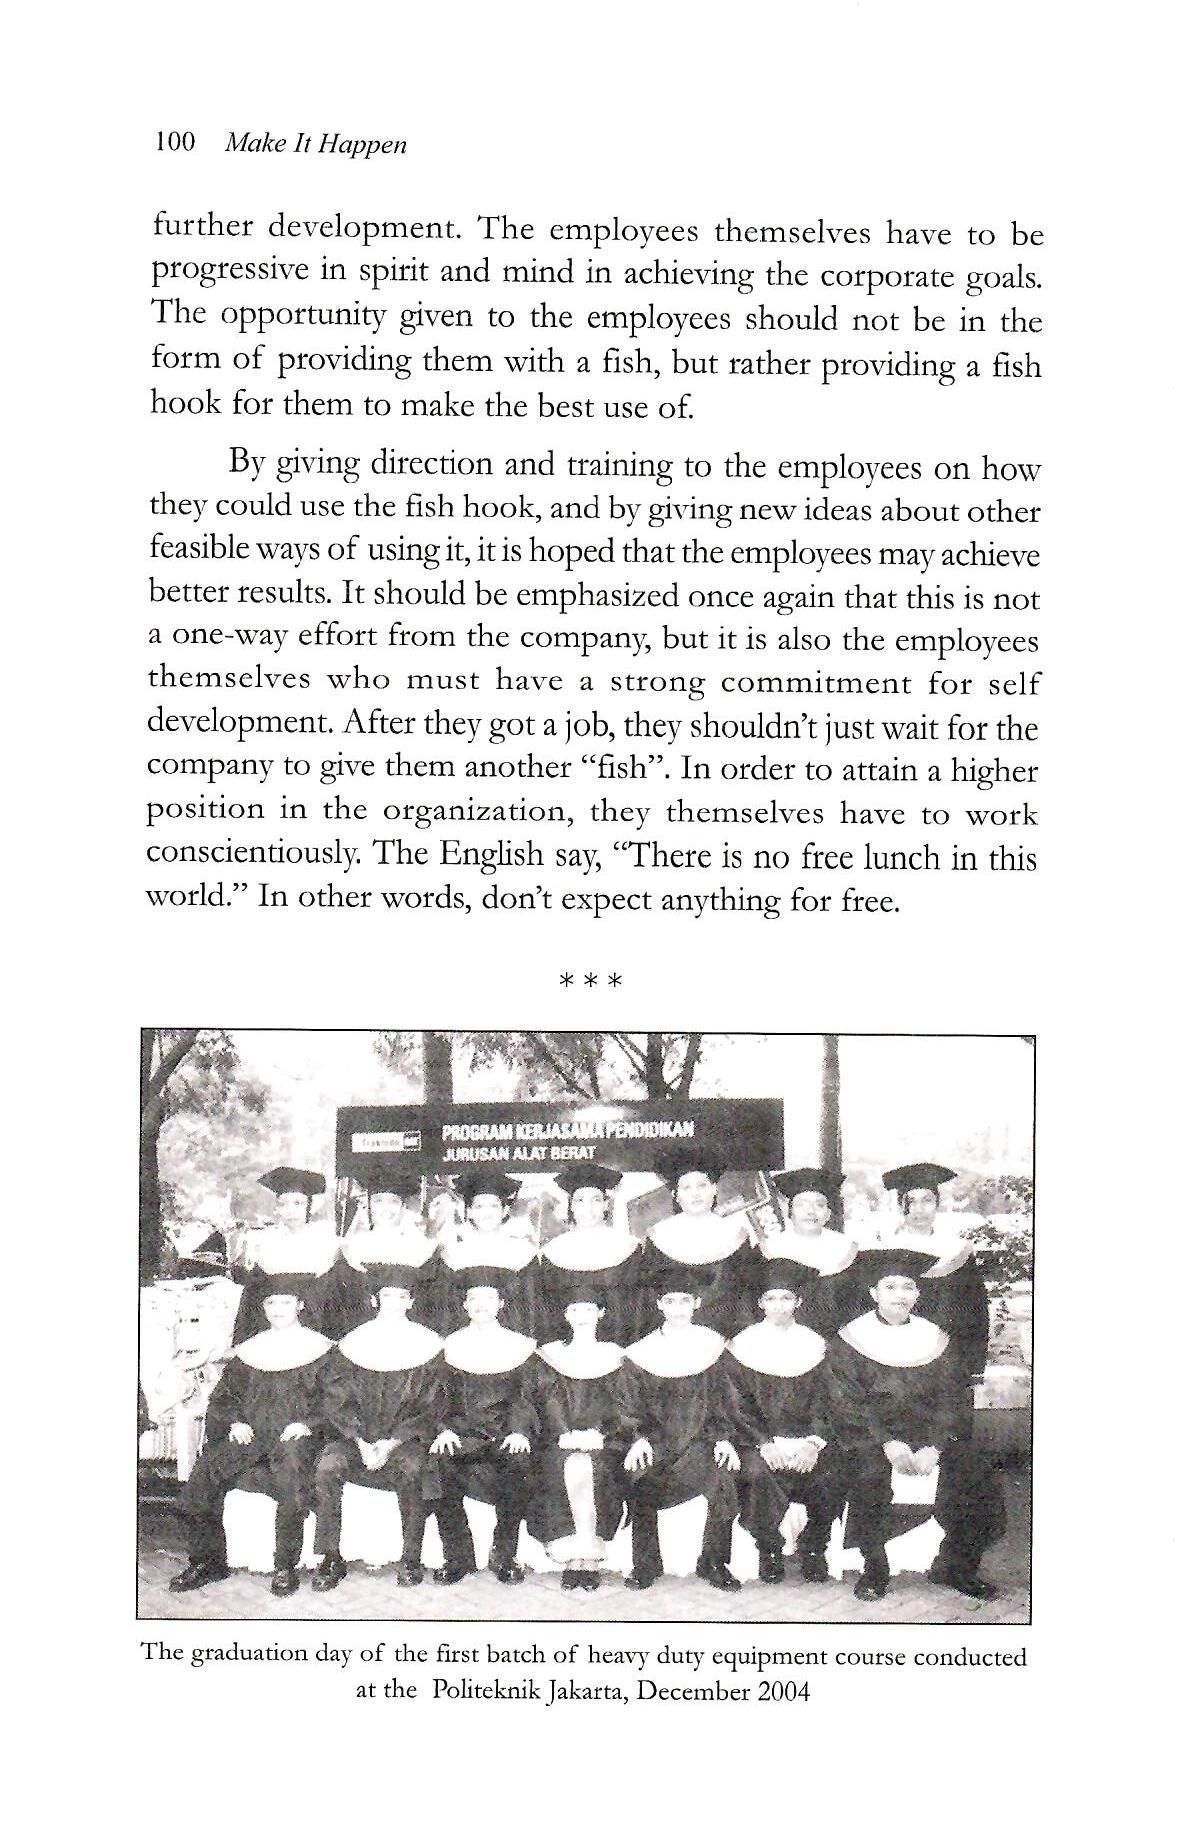 100 Make It Happen
further development. The employees themselves have to be
progressive in spirit and mind in achieving the corporate goals.
The opportunity given to the employees should not be in the
form of providing them with a fish, but rather providing a fish
hook for them to make the best use of.
By giving direction and training to the employees on how
they could use the fish hook, and by giving new ideas about other
feasible ways of using it, it is hoped that the employees may achieve
better results. It should be emphasized once again that this is not
a one-way effort from the company, but it is also the employees
themselves who must have a strong commitment for self
development. After they got a job, they shouldn't just wait for the
company to give them another “fish”. In order to attain a higher
position in the organization, they themselves have to work
conscientiously. The English say, “There is no free lunch in this
world.” In other words, don't expect anything for free.
* * *
Trakindo CAT
PROGRAM KERJASAMA PENDIDIKAN
JURUSAN ALAT BERAT
The graduation day of the first batch of heavy duty equipment course conducted
at the Politeknik Jakarta, December 2004